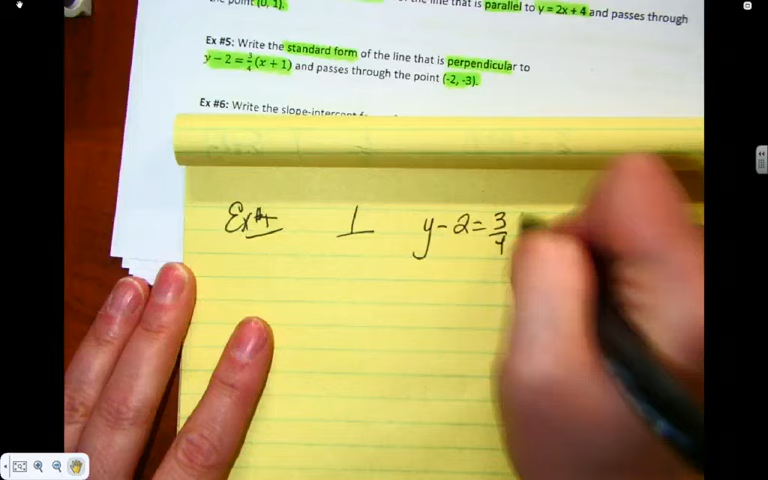 the point (0, 1). of the line that is parallel to y = 2x + 4 and passes through
Ex #5: Write the standard form of the line that is perpendicular to
y − 2 = 3/4 (x + 1) and passes through the point (-2, -3).
Ex #6: Write the slope-intercept
Ex#4 ⊥ y - 2 = 3/4